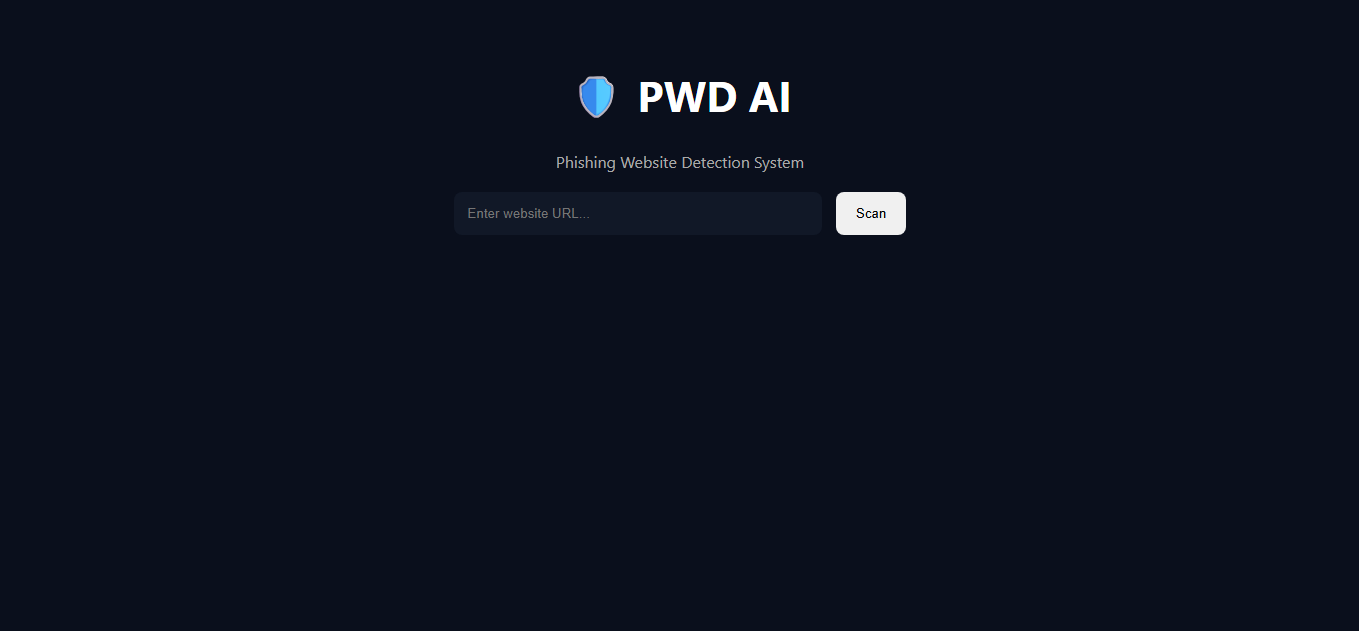 PWD AI
Phishing Website Detection System
Enter website URL...
Scan